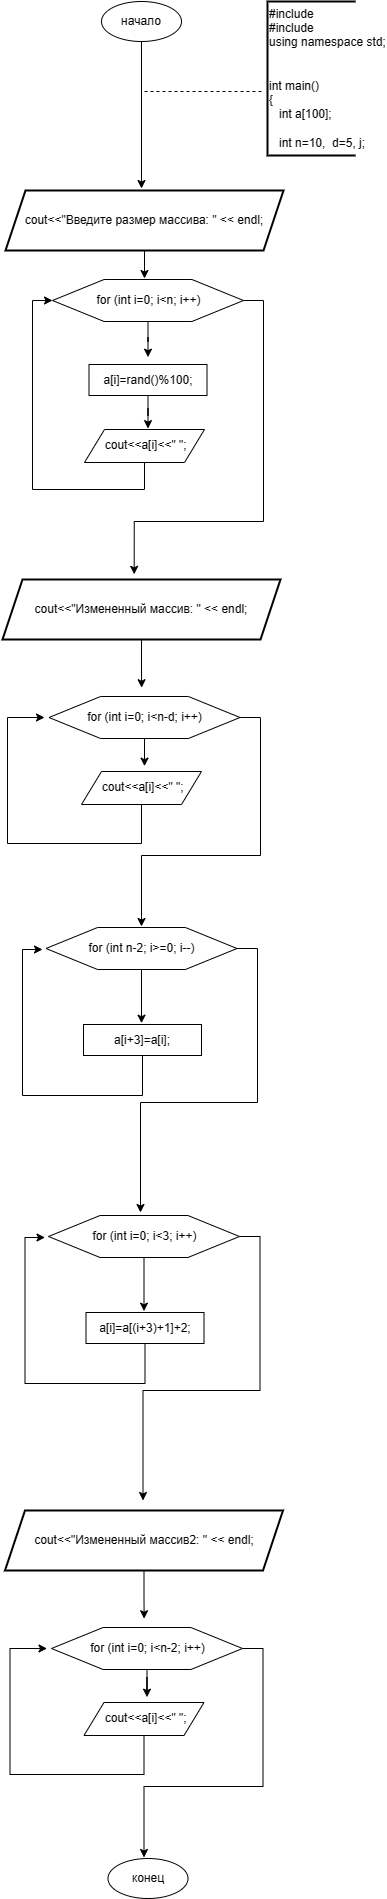 начало
#include
#include
using namespace std;
int main()
{
int a[100];
int n=10, d=5, j;
cout<<"Введите размер массива: " << endl;
for (int i=0; i<n; i++)
a[i]=rand()%100;
cout<<a[i]<<" ";
cout<<"Измененный массив: " << endl;
for (int i=0; i<n-d; i++)
cout<<a[i]<<" ";
for (int n-2; i>=0; i--)
a[i+3]=a[i];
for (int i=0; i<3; i++)
a[i]=a[(i+3)+1]+2;
cout<<"Измененный массив2: " << endl;
for (int i=0; i<n-2; i++)
cout<<a[i]<<" ";
конец